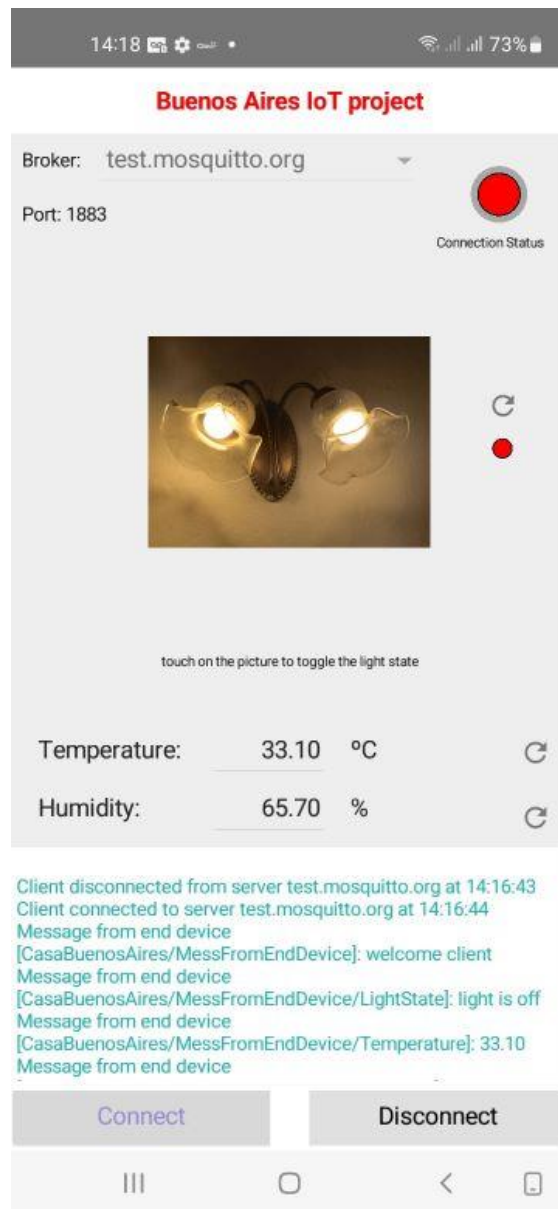 14:18 73%
Buenos Aires IoT project
Broker: test.mosquitto.org
Port: 1883
Connection Status
touch on the picture to toggle the light state
Temperature: 33.10 ºC
Humidity: 65.70 %
Client disconnected from server test.mosquitto.org at 14:16:43
Client connected to server test.mosquitto.org at 14:16:44
Message from end device
[CasaBuenosAires/MessFromEndDevice]: welcome client
Message from end device
[CasaBuenosAires/MessFromEndDevice/LightState]: light is off
Message from end device
[CasaBuenosAires/MessFromEndDevice/Temperature]: 33.10
Message from end device
Connect Disconnect